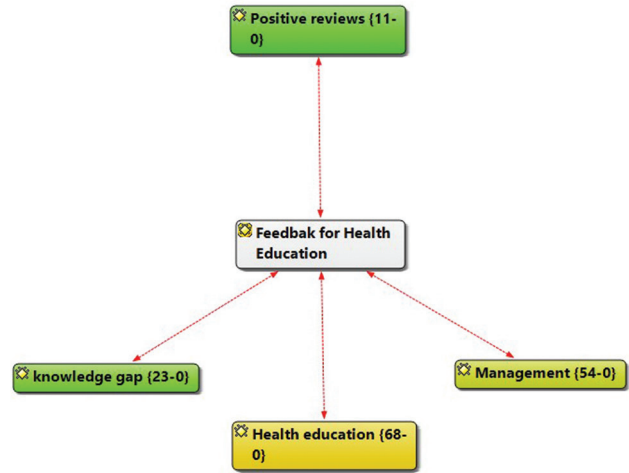 Positive reviews {11-
0}
Feedbak for Health
Education
knowledge gap {23-0}
Management {54-0}
Health education {68-
0}